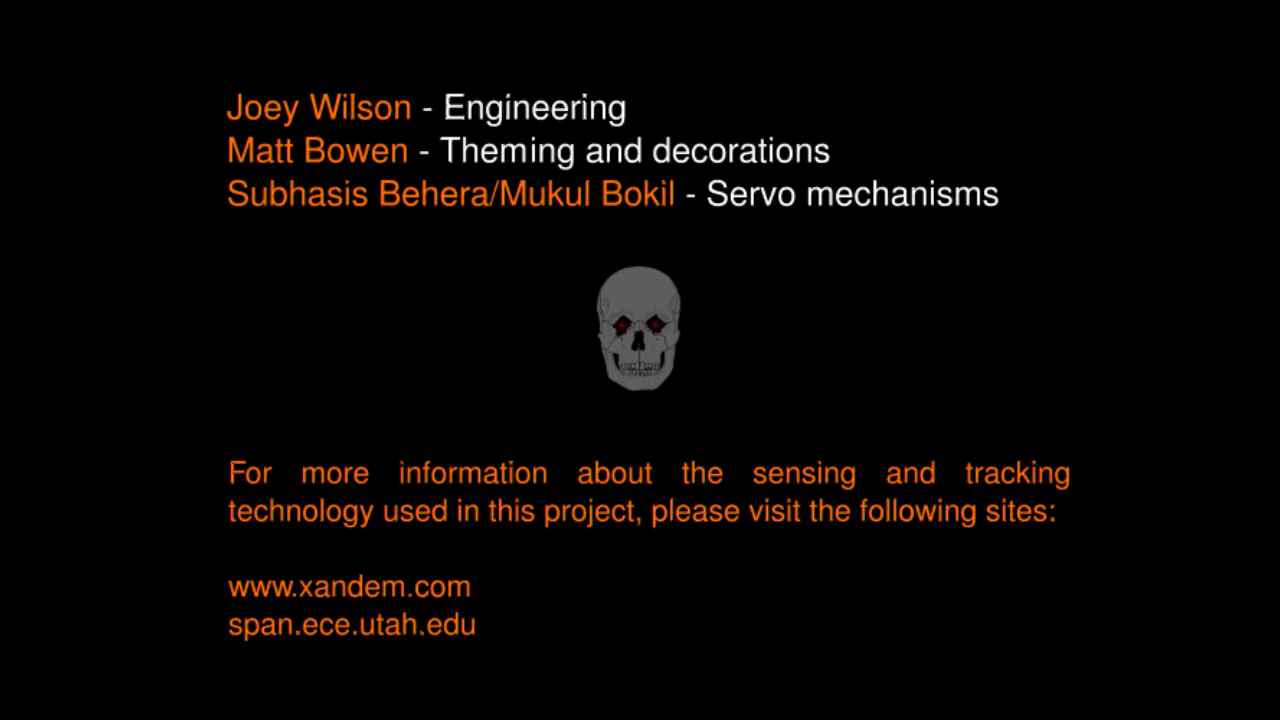 Joey Wilson - Engineering
Matt Bowen - Theming and decorations
Subhasis Behera/Mukul Bokil - Servo mechanisms
For more information about the sensing and tracking
technology used in this project, please visit the following sites:
www.xandem.com
span.ece.utah.edu